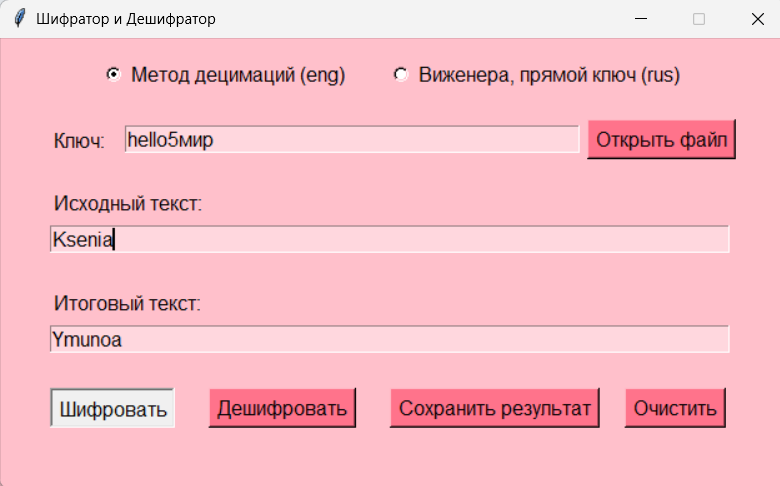 Шифратор и Дешифратор
Метод децимаций (eng) Виженера, прямой ключ (rus)
Ключ: hello5мир Открыть файл
Исходный текст:
Ksenia
Итоговый текст:
Ymunoa
Шифровать Дешифровать Сохранить результат Очистить